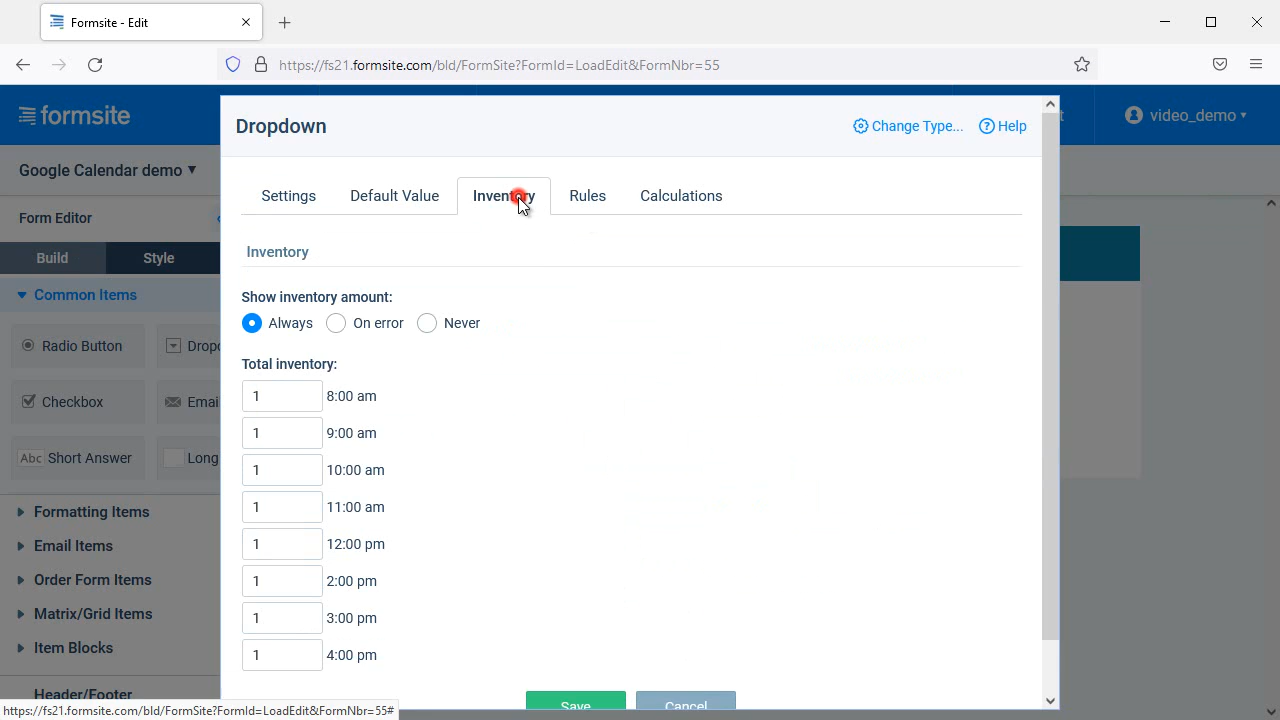 Formsite - Edit
https://fs21.formsite.com/bld/FormSite?FormId=LoadEdit&FormNbr=55
formsite
video_demo
Google Calendar demo
Form Editor
Build
Style
Common Items
Radio Button
Checkbox
Abc Short Answer
Formatting Items
Email Items
Order Form Items
Matrix/Grid Items
Item Blocks
Header/Footer
Dropdown
Change Type...
Help
Settings
Default Value
Inventory
Rules
Calculations
Inventory
Show inventory amount:
Always
On error
Never
Total inventory:
1 8:00 am
1 9:00 am
1 10:00 am
1 11:00 am
1 12:00 pm
1 2:00 pm
1 3:00 pm
1 4:00 pm
Save
Cancel
https://fs21.formsite.com/bld/FormSite?FormId=LoadEdit&FormNbr=55#